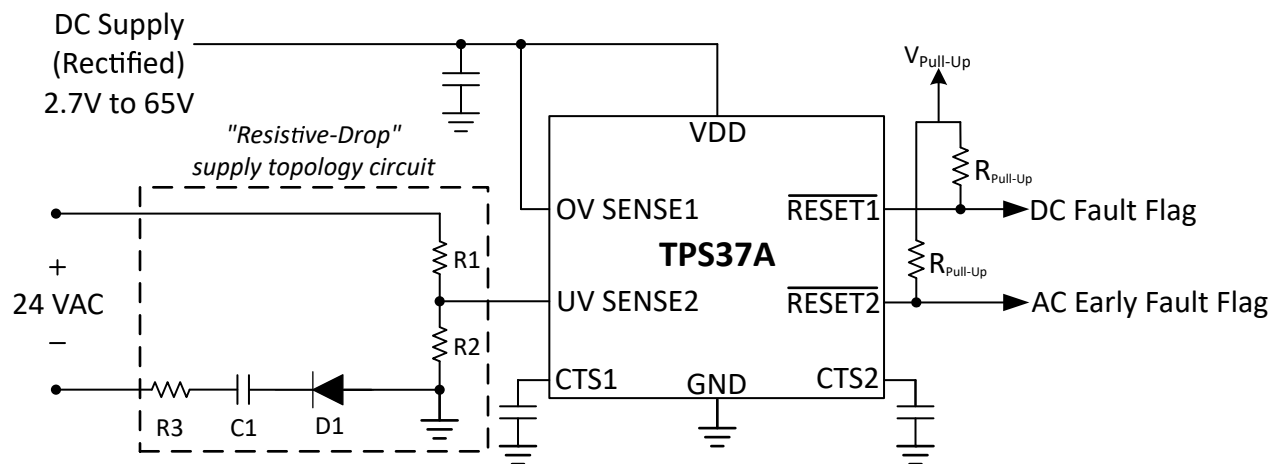 DC Supply
(Rectified)
2.7V to 65V
"Resistive-Drop"
supply topology circuit
+
24 VAC
–
R1
R2
R3
C1
D1
VDD
OV SENSE1
RESET1
TPS37A
UV SENSE2
RESET2
CTS1
GND
CTS2
VPull-Up
RPull-Up
DC Fault Flag
RPull-Up
AC Early Fault Flag